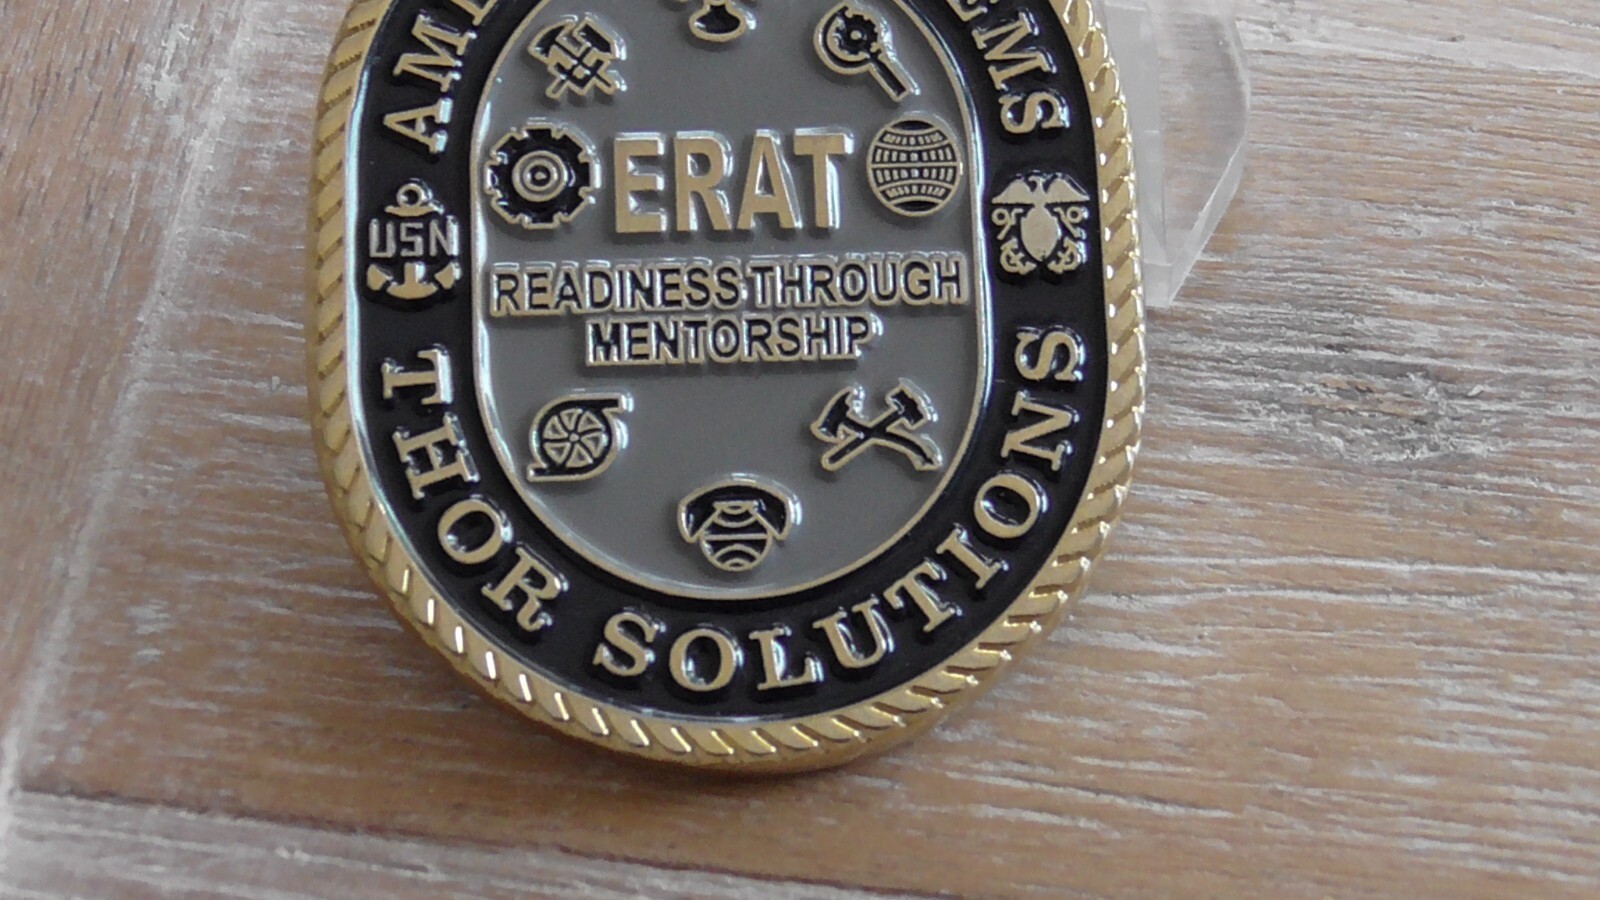 ERAT
READINESS THROUGH
MENTORSHIP
USN
THOR SOLUTIONS